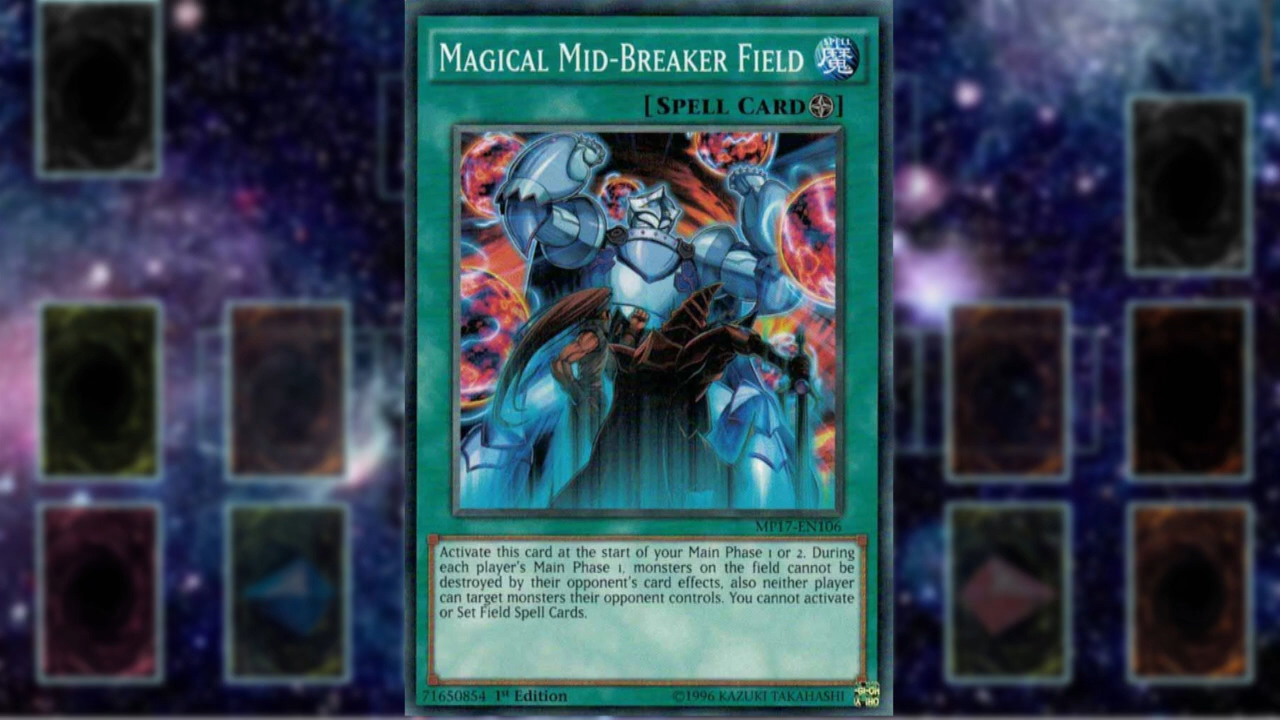 MAGICAL MID-BREAKER FIELD
SPELL
魔
[SPELL CARD]
MP17-EN106
Activate this card at the start of your Main Phase 1 or 2. During
each player's Main Phase 1, monsters on the field cannot be
destroyed by their opponent's card effects, also neither player
can target monsters their opponent controls. You cannot activate
or Set Field Spell Cards.
71650854 1st Edition
©1996 KAZUKI TAKAHASHI